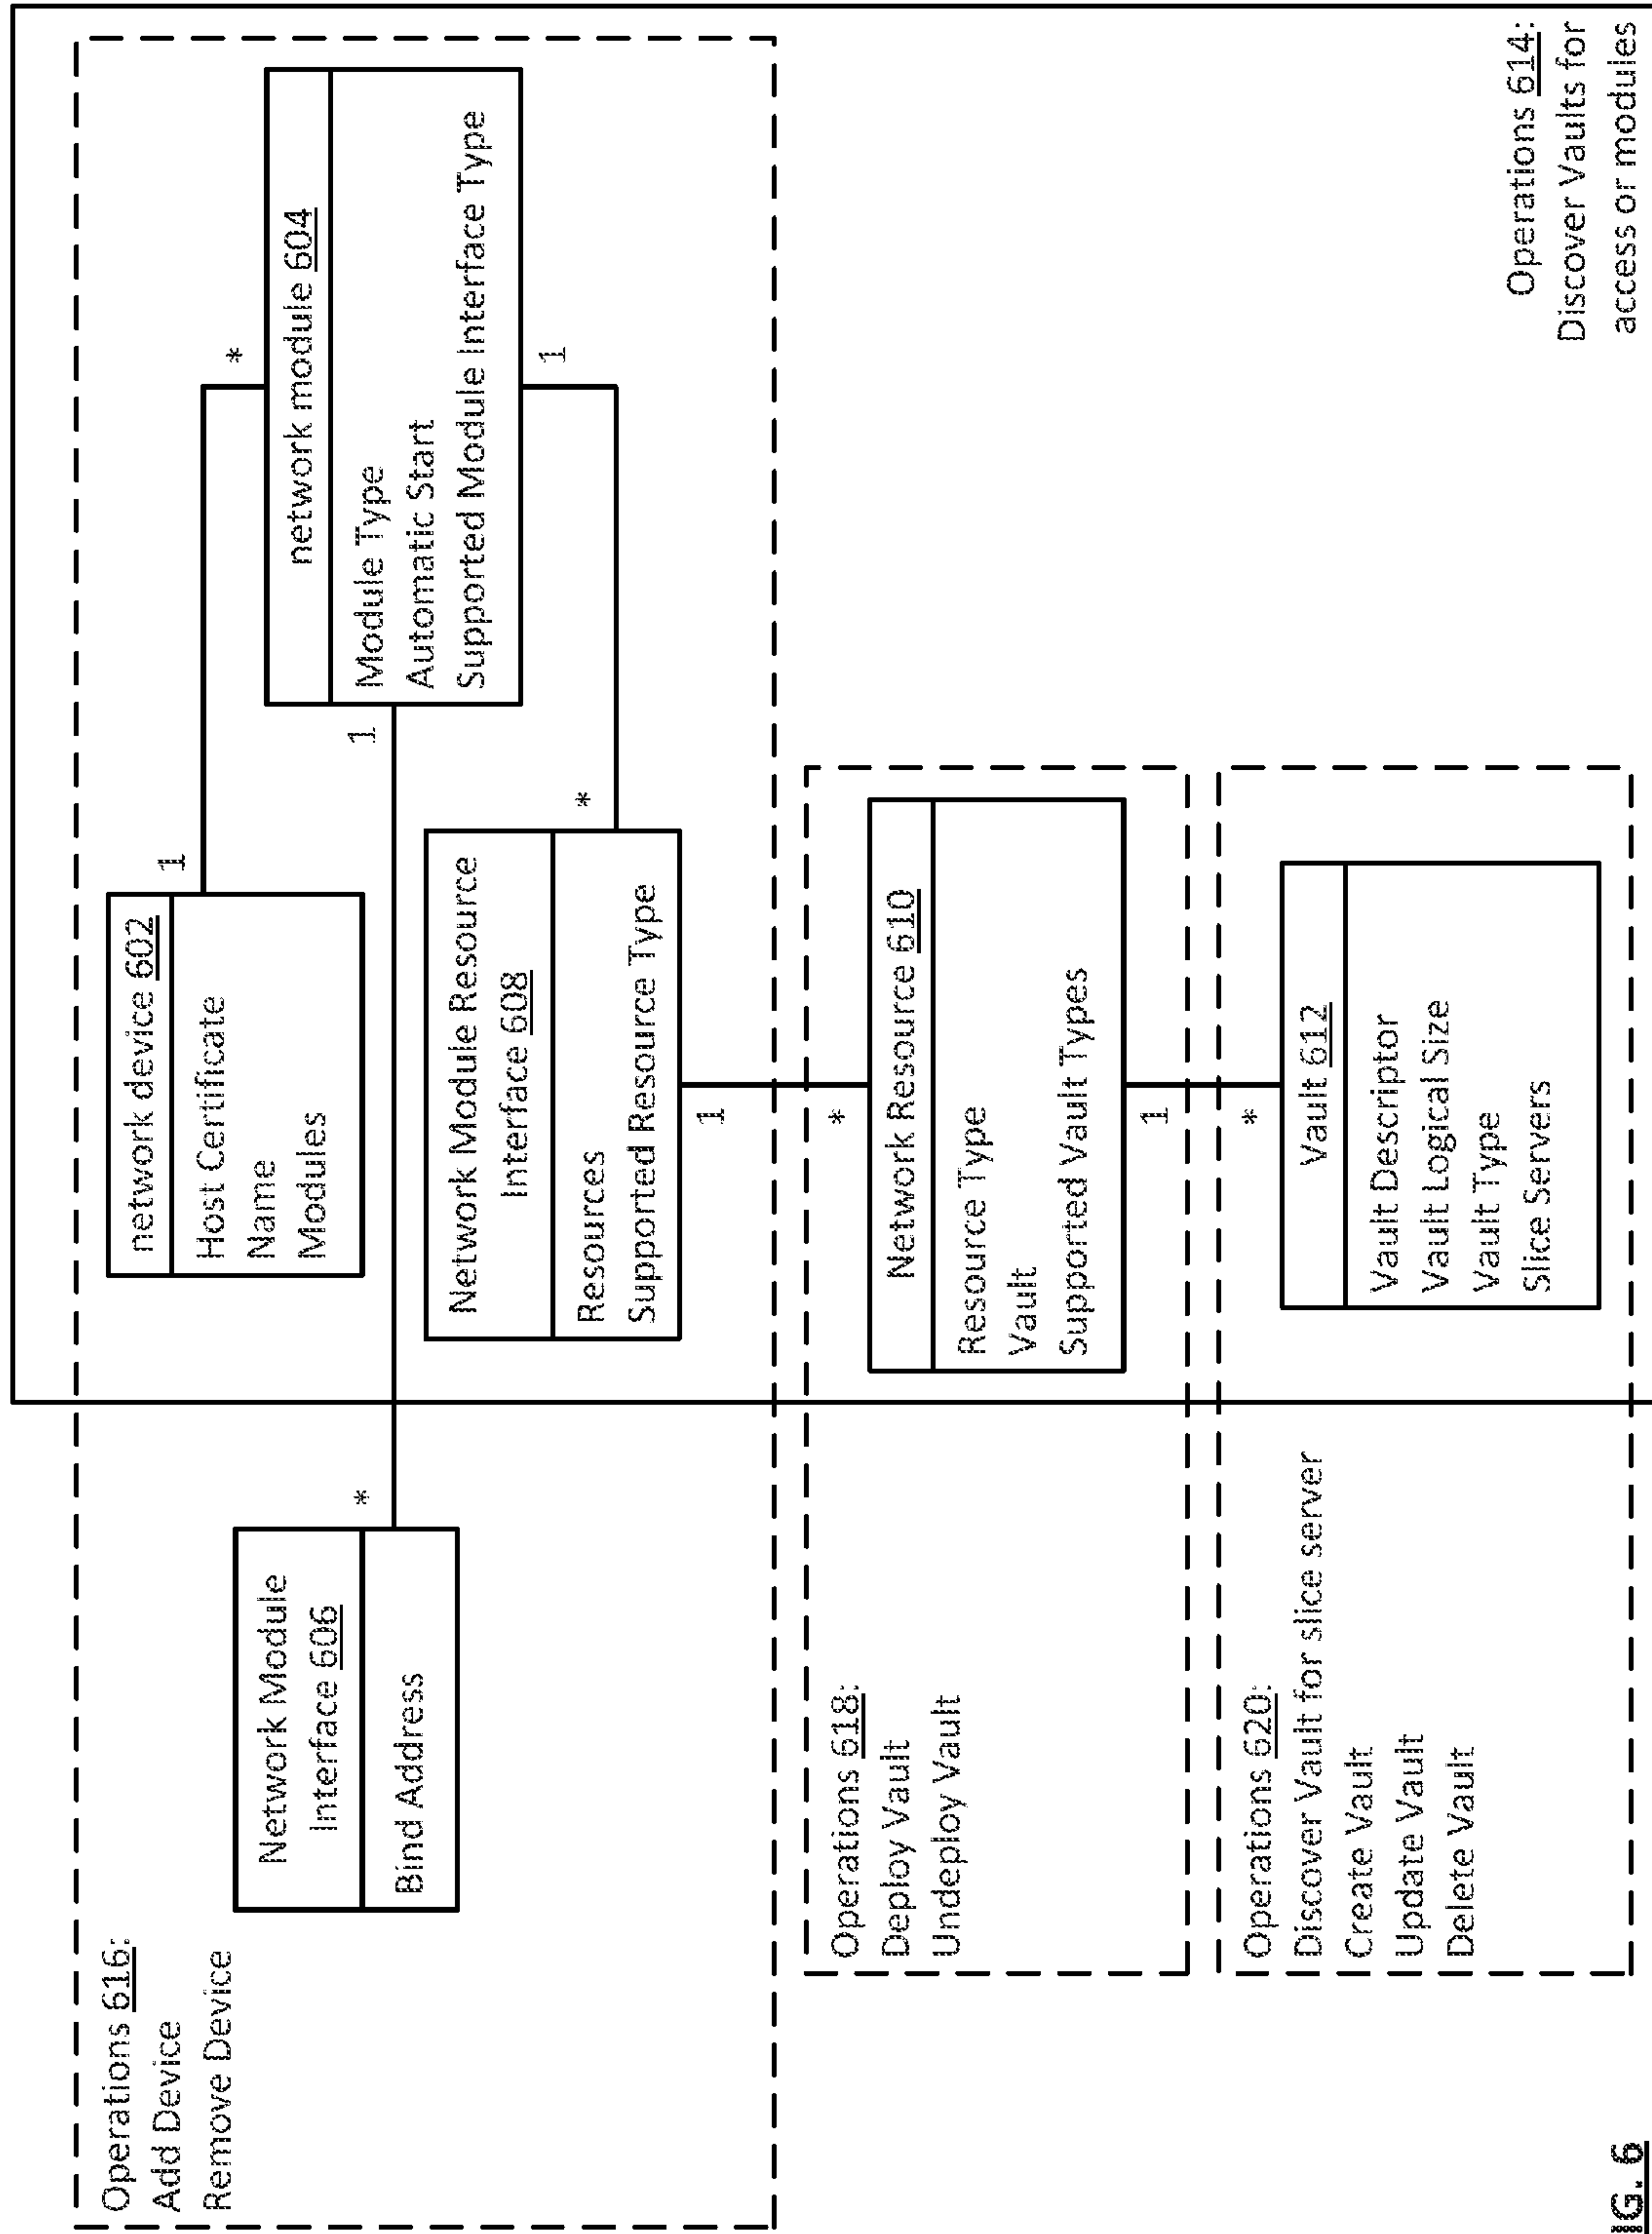 Operations 616:
Add Device
Remove Device
Network Module
Interface 606
Bind Address
*
1
network device 602
Host Certificate
Name
Modules
1
*
network module 604
Module Type
Automatic Start
Supported Module Interface Type
1
*
Network Module Resource
Interface 608
Resources
Supported Resource Type
1
*
Operations 618:
Deploy Vault
Undeploy Vault
Network Resource 610
Resource Type
Vault
Supported Vault Types
1
*
Operations 620:
Discover Vault for slice server
Create Vault
Update Vault
Delete Vault
Vault 612
Vault Descriptor
Vault Logical Size
Vault Type
Slice Servers
Operations 614:
Discover Vaults for
access or modules
IG. 6